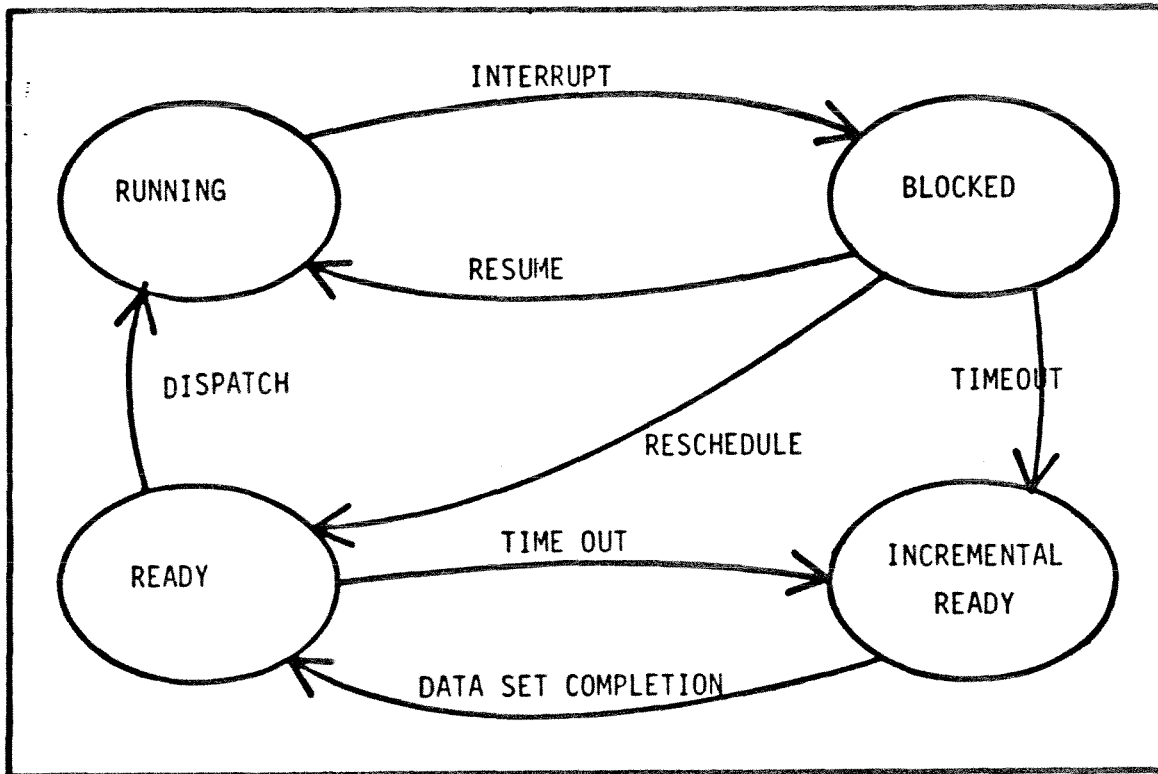 INTERRUPT
RUNNING
BLOCKED
RESUME
DISPATCH
TIMEOUT
RESCHEDULE
TIME OUT
READY
INCREMENTAL
READY
DATA SET COMPLETION